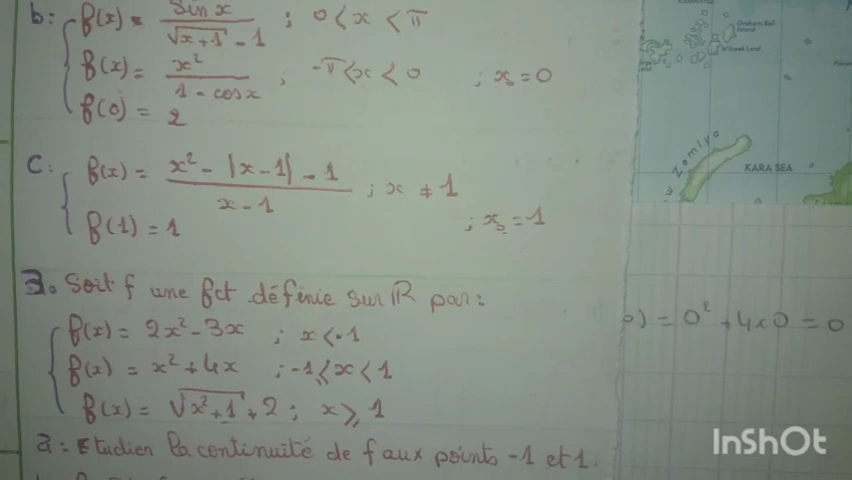 b: f(x) = sin x / √x+1 - 1 ; 0 < x < π
f(x) = x² / 1 - cosx ; -π < x < 0 ; x₀ = 0
f(0) = 2
C: f(x) = x² - |x - 1| - 1 / x - 1 ; x ≠ 1
f(1) = 1 ; x₀ = 1
3. Soit f une fct définie sur ℝ par:
f(x) = 2x² - 3x ; x < -1
f(x) = x² + 4x ; -1 ≤ x < 1
f(x) = √x² + 1 + 2 ; x ≥ 1
a = Etudier la continuité de f aux points -1 et 1.
) = 0² + 4x0 = 0
Graham Bell Island
Wilczek Land
Zemlya
KARA SEA
InShOt